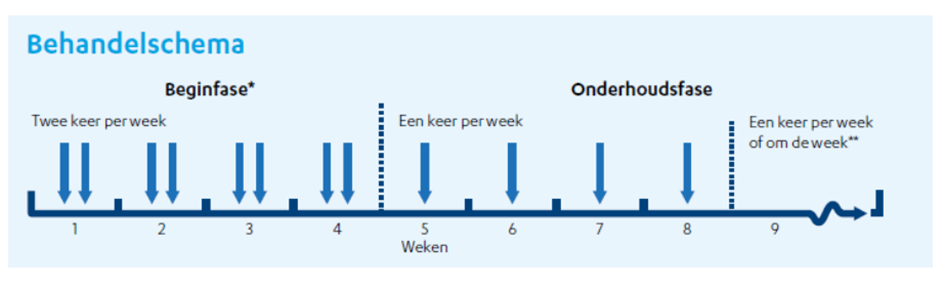 Behandelschema
Beginfase*
Onderhoudsfase
Twee keer per week
Een keer per week
Een keer per week
of om de week**
1 2 3 4 5 6 7 8 9
Weken